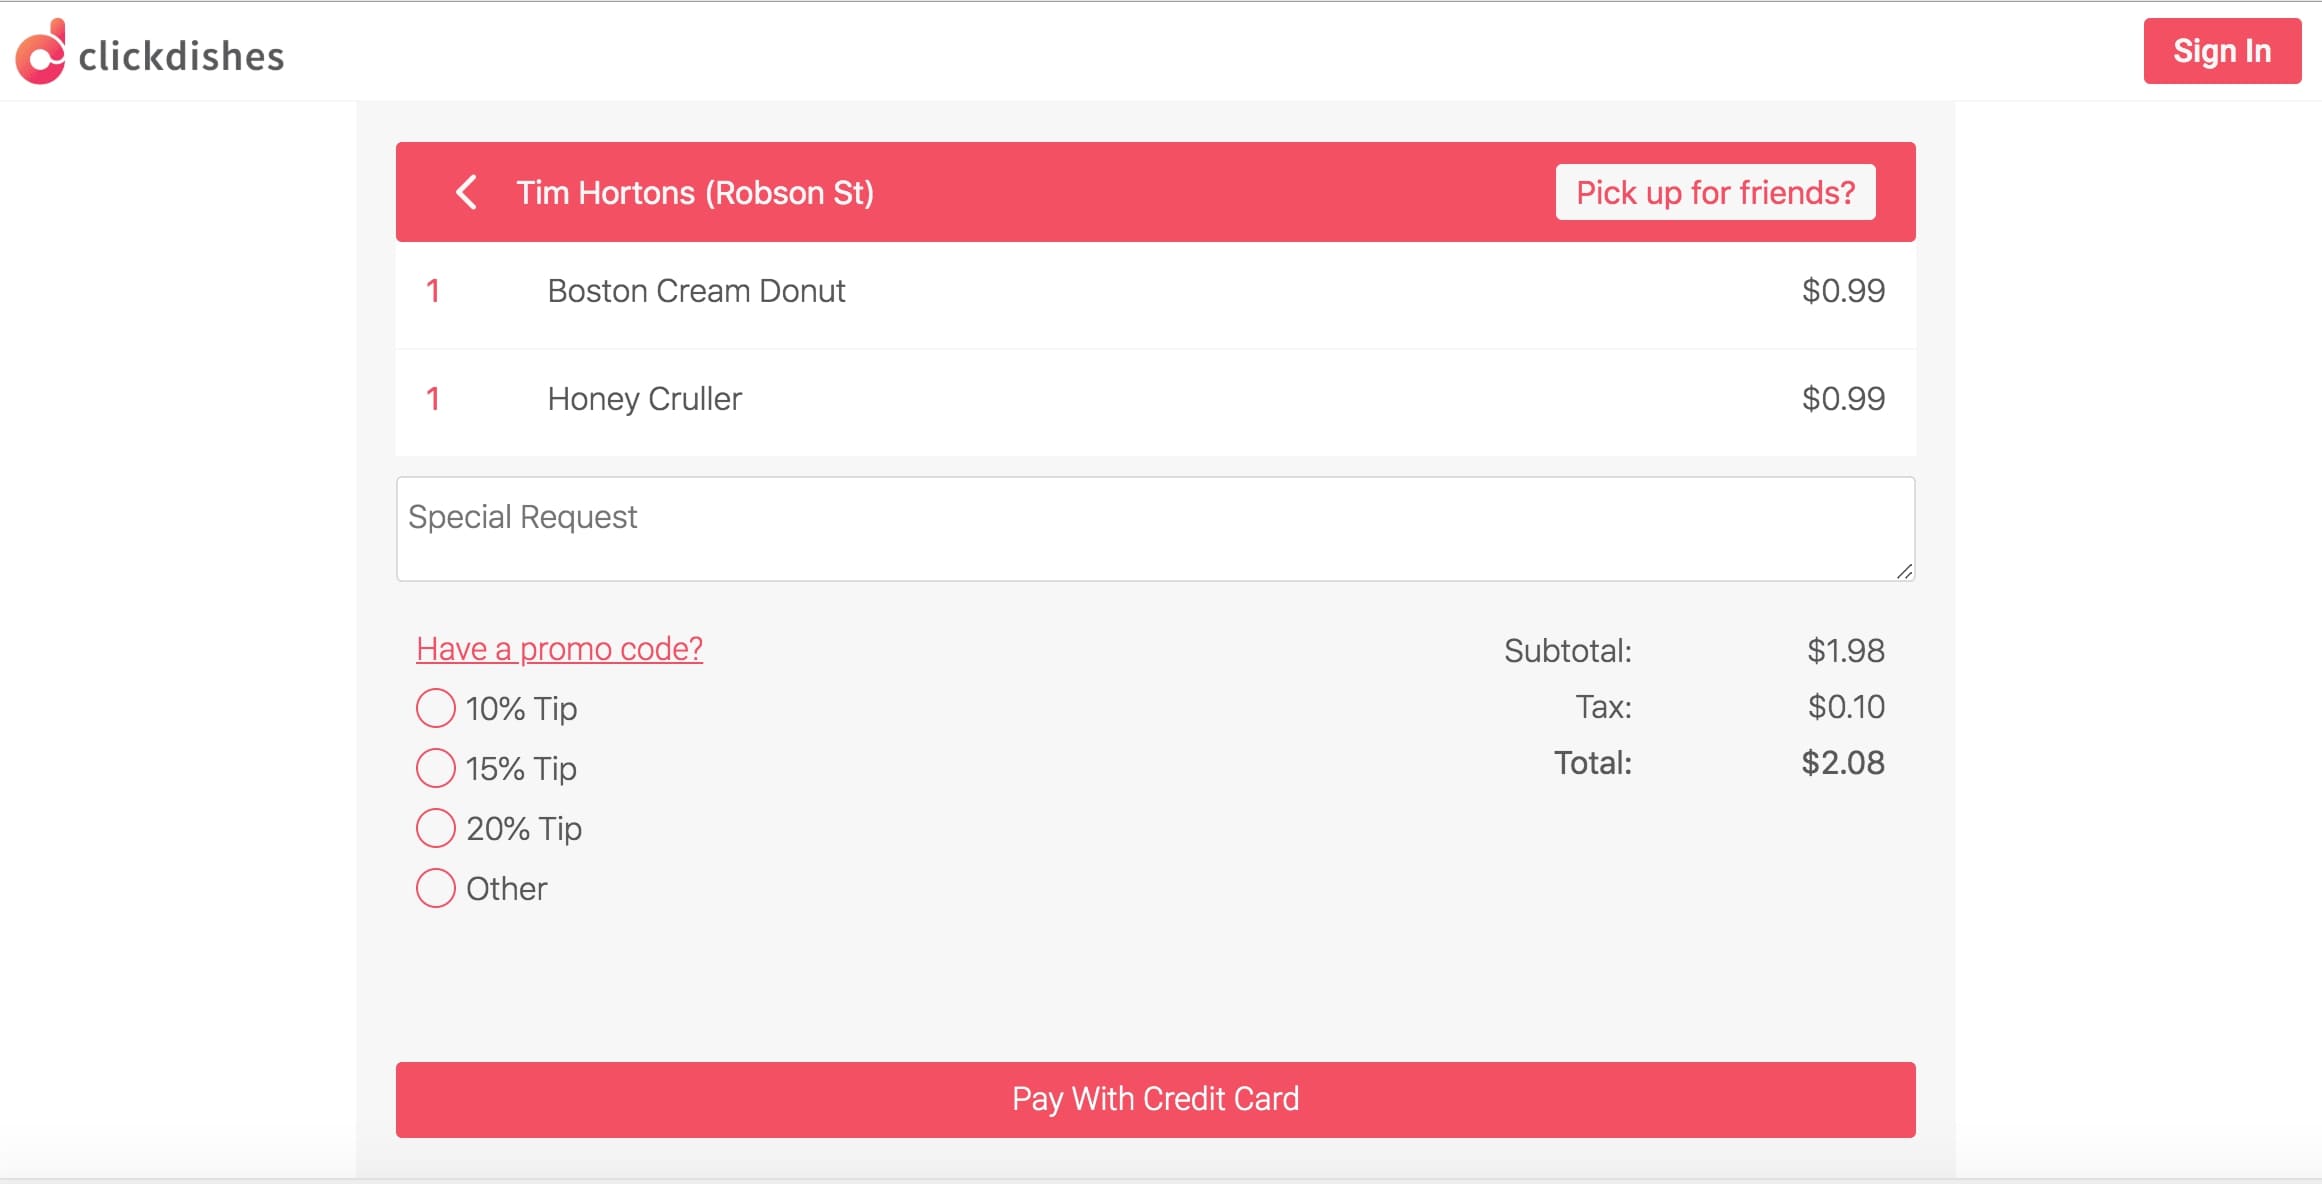 clickdishes
Sign In
Tim Hortons (Robson St)
Pick up for friends?
1 Boston Cream Donut $0.99
1 Honey Cruller $0.99
Special Request
Have a promo code?
10% Tip
15% Tip
20% Tip
Other
Subtotal: $1.98
Tax: $0.10
Total: $2.08
Pay With Credit Card